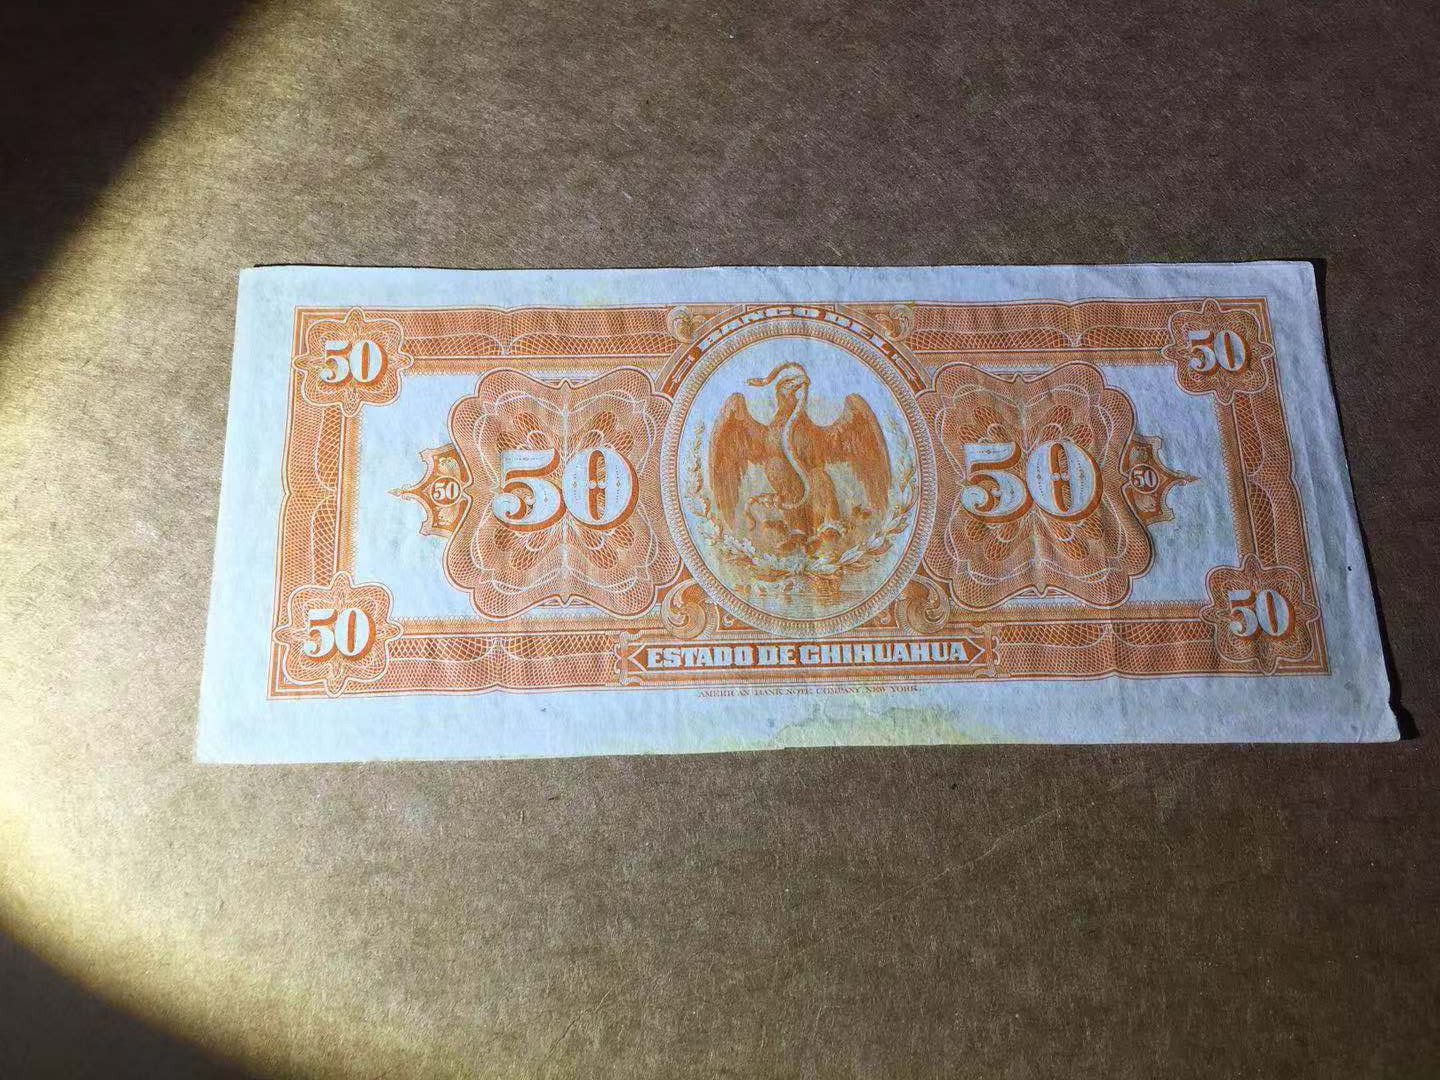 BANCO DEL
50 50
50 50 50 50
50 50
ESTADO DE CHIHUAHUA
AMERICAN BANK NOTE COMPANY, NEW YORK.